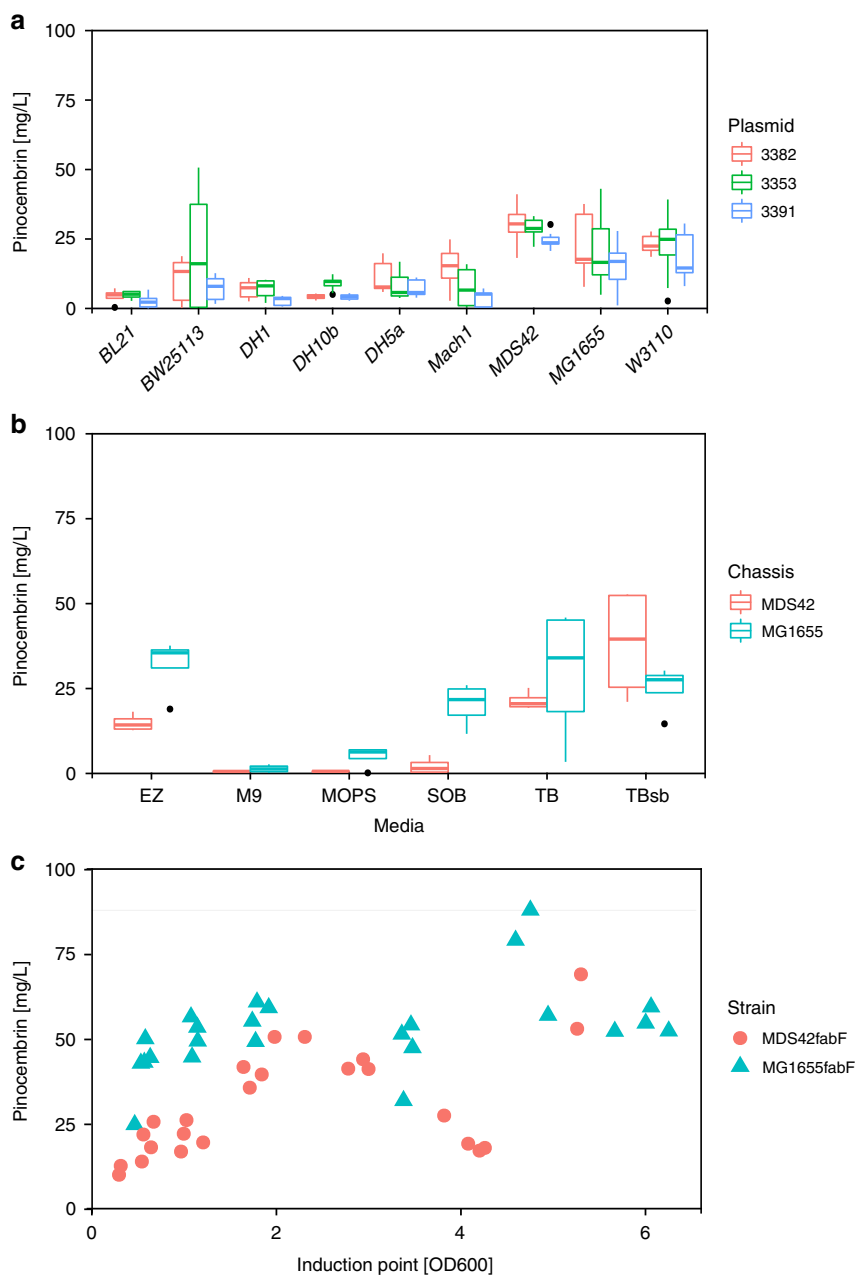 a
100
75
50
25
0
Pinocembrin [mg/L]
BL21
BW25113
DH1
DH10b
DH5a
Mach1
MDS42
MG1655
W3110
Plasmid
3382
3353
3391
b
100
75
50
25
0
Pinocembrin [mg/L]
EZ
M9
MOPS
SOB
TB
TBsb
Media
Chassis
MDS42
MG1655
c
100
75
50
25
0
Pinocembrin [mg/L]
0
2
4
6
Induction point [OD600]
Strain
MDS42fabF
MG1655fabF